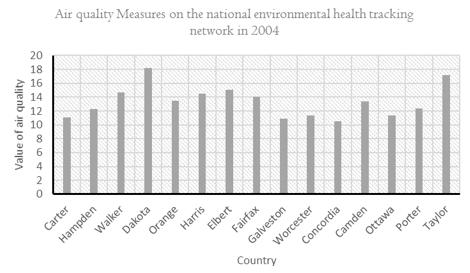 Air quality Measures on the national environmental health tracking
network in 2004
20
18
16
14
12
10
8
6
4
2
0
Value of air quality
Carter
Hampden
Walker
Dakota
Orange
Harris
Elbert
Fairfax
Galveston
Worcester
Concordia
Camden
Ottawa
Porter
Taylor
Country